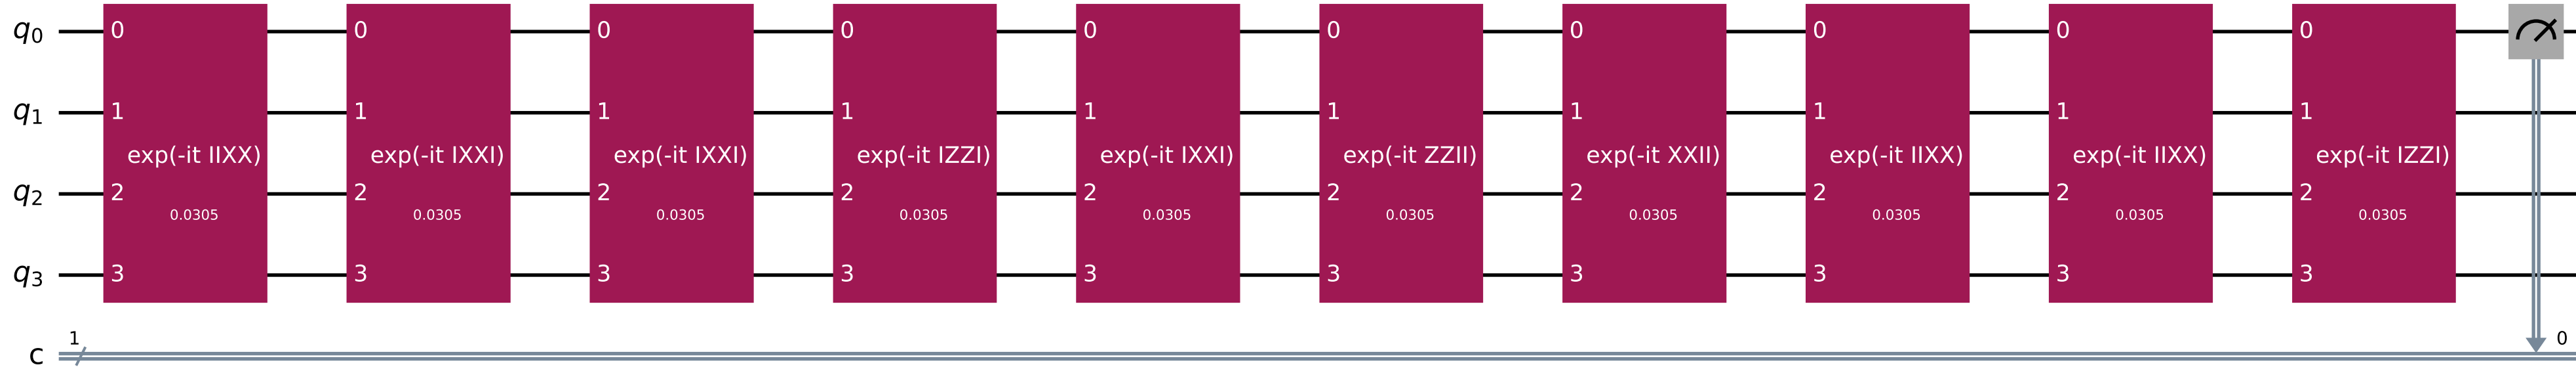 q0 0 0 0 0 0 0 0 0 0 0
q1 1 1 1 1 1 1 1 1 1 1
exp(-it IIXX) exp(-it IXXI) exp(-it IXXI) exp(-it IZZI) exp(-it IXXI) exp(-it ZZII) exp(-it XXII) exp(-it IIXX) exp(-it IIXX) exp(-it IZZI)
q2 2 2 2 2 2 2 2 2 2 2
0.0305 0.0305 0.0305 0.0305 0.0305 0.0305 0.0305 0.0305 0.0305 0.0305
q3 3 3 3 3 3 3 3 3 3 3
1 0
c